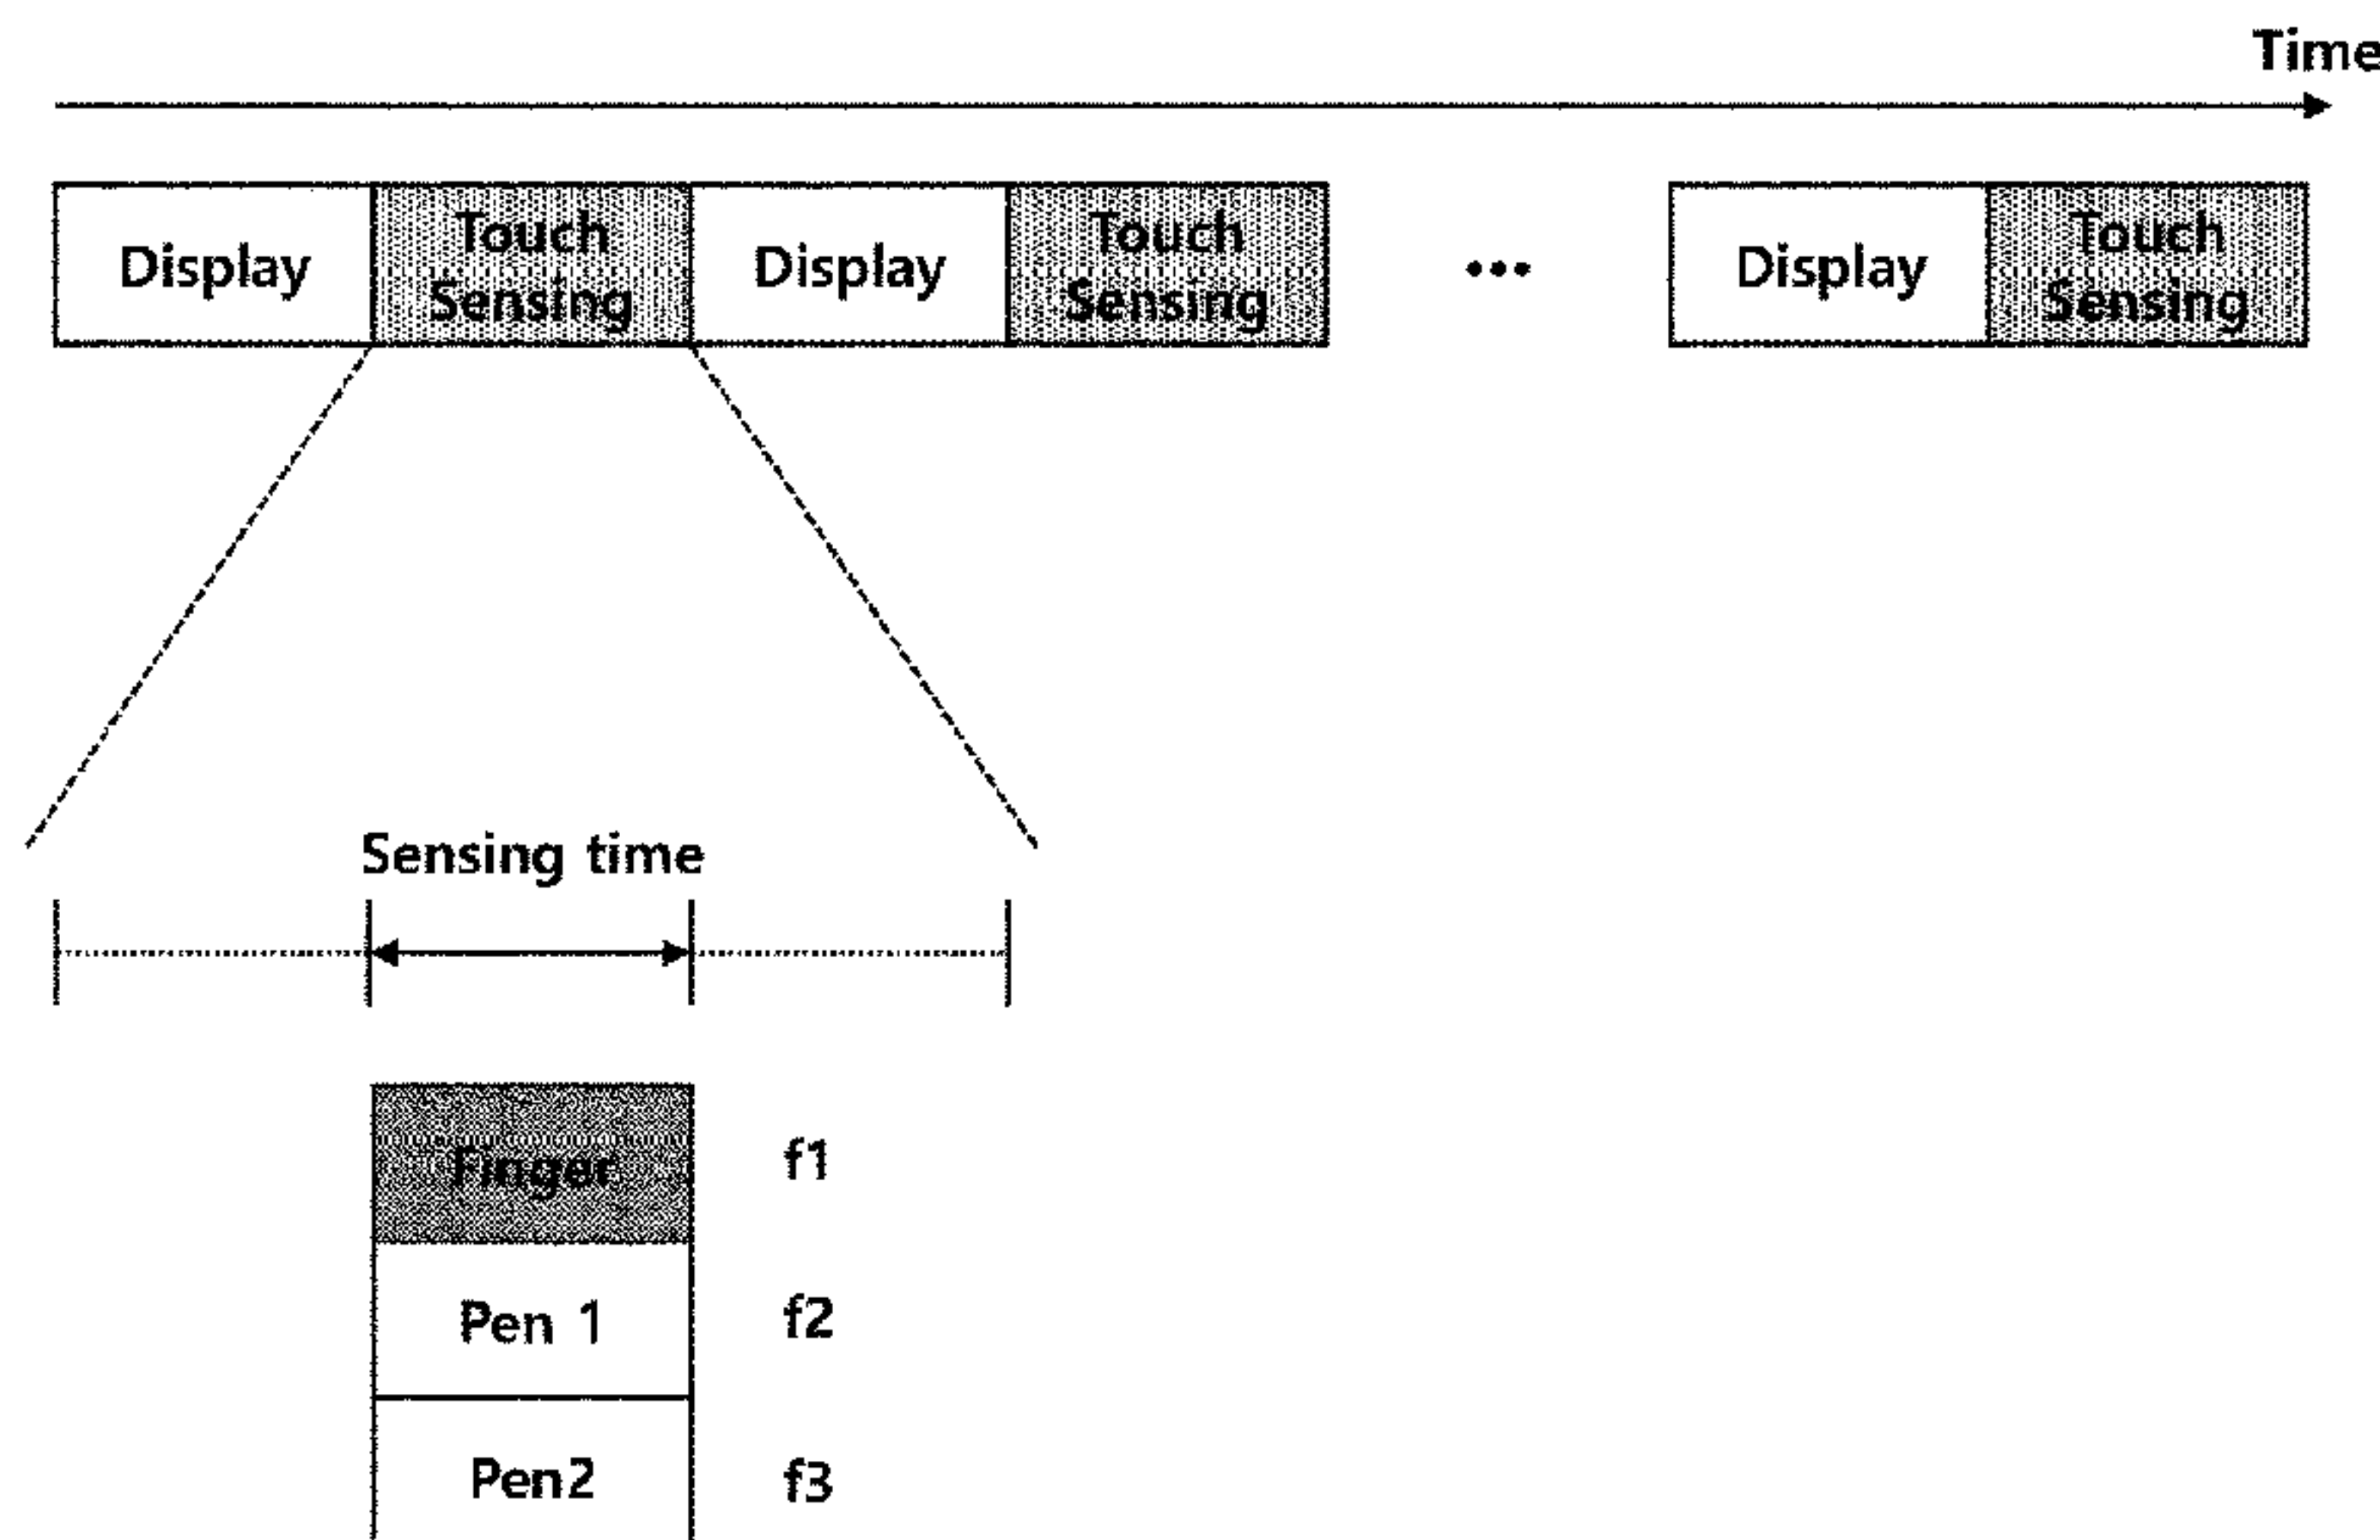 Time
Display
Touch
Sensing
Display
Touch
Sensing
...
Display
Touch
Sensing
Sensing time
Finger f1
Pen 1 f2
Pen2 f3